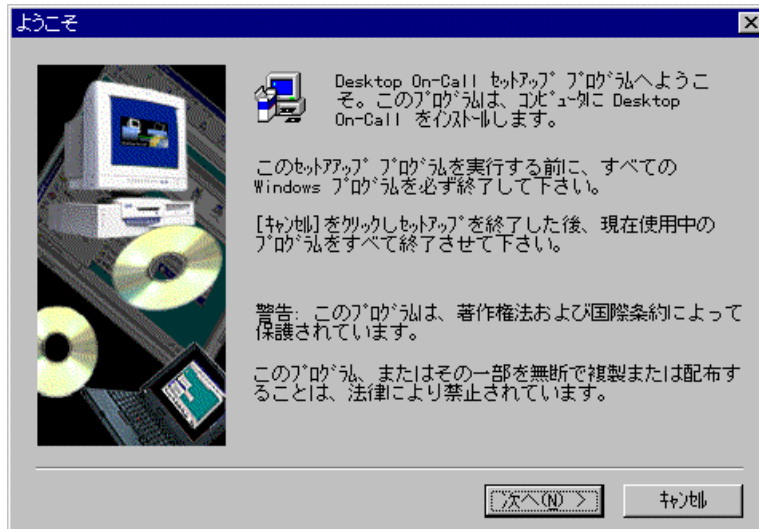 ようこそ
Desktop On-Call ｾｯﾄｱｯﾌﾟ ﾌﾟﾛｸﾞﾗﾑへようこ
そ。このﾌﾟﾛｸﾞﾗﾑは、ｺﾝﾋﾟｭｰﾀに Desktop
On-Call をｲﾝｽﾄｰﾙします。
このｾｯﾄｱｱｯﾌﾟ ﾌﾟﾛｸﾞﾗﾑを実行する前に、すべての
Windows ﾌﾟﾛｸﾞﾗﾑを必ず終了して下さい。
[ｷｬﾝｾﾙ]をｸﾘｯｸしｾｯﾄｱｯﾌﾟを終了した後、現在使用中の
ﾌﾟﾛｸﾞﾗﾑをすべて終了させて下さい。
警告: このﾌﾟﾛｸﾞﾗﾑは、著作権法および国際条約によって
保護されています。
このﾌﾟﾛｸﾞﾗﾑ、またはその一部を無断で複製または配布す
ることは、法律により禁止されています。
次へ(N) > ｷｬﾝｾﾙ